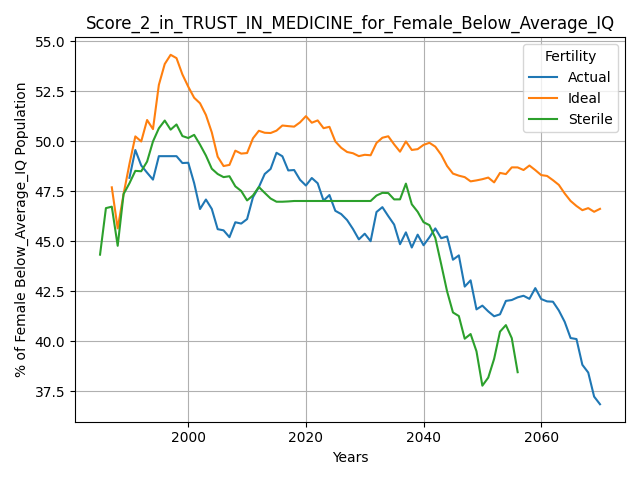 Score_2_in_TRUST_IN_MEDICINE_for_Female_Below_Average_IQ
% of Female Below_Average_IQ Population
55.0
52.5
50.0
47.5
45.0
42.5
40.0
37.5
Fertility
Actual
Ideal
Sterile
2000
2020
2040
2060
Years